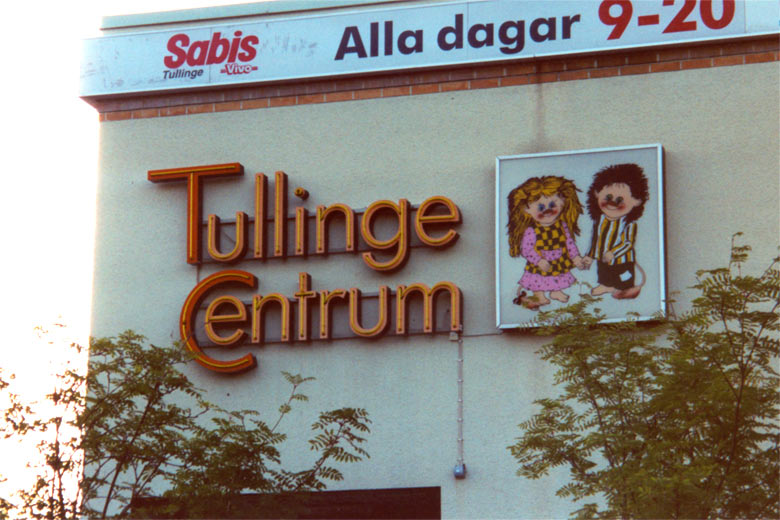 Sabis
Tullinge Vivo
Alla dagar 9-20
Tullinge
Centrum